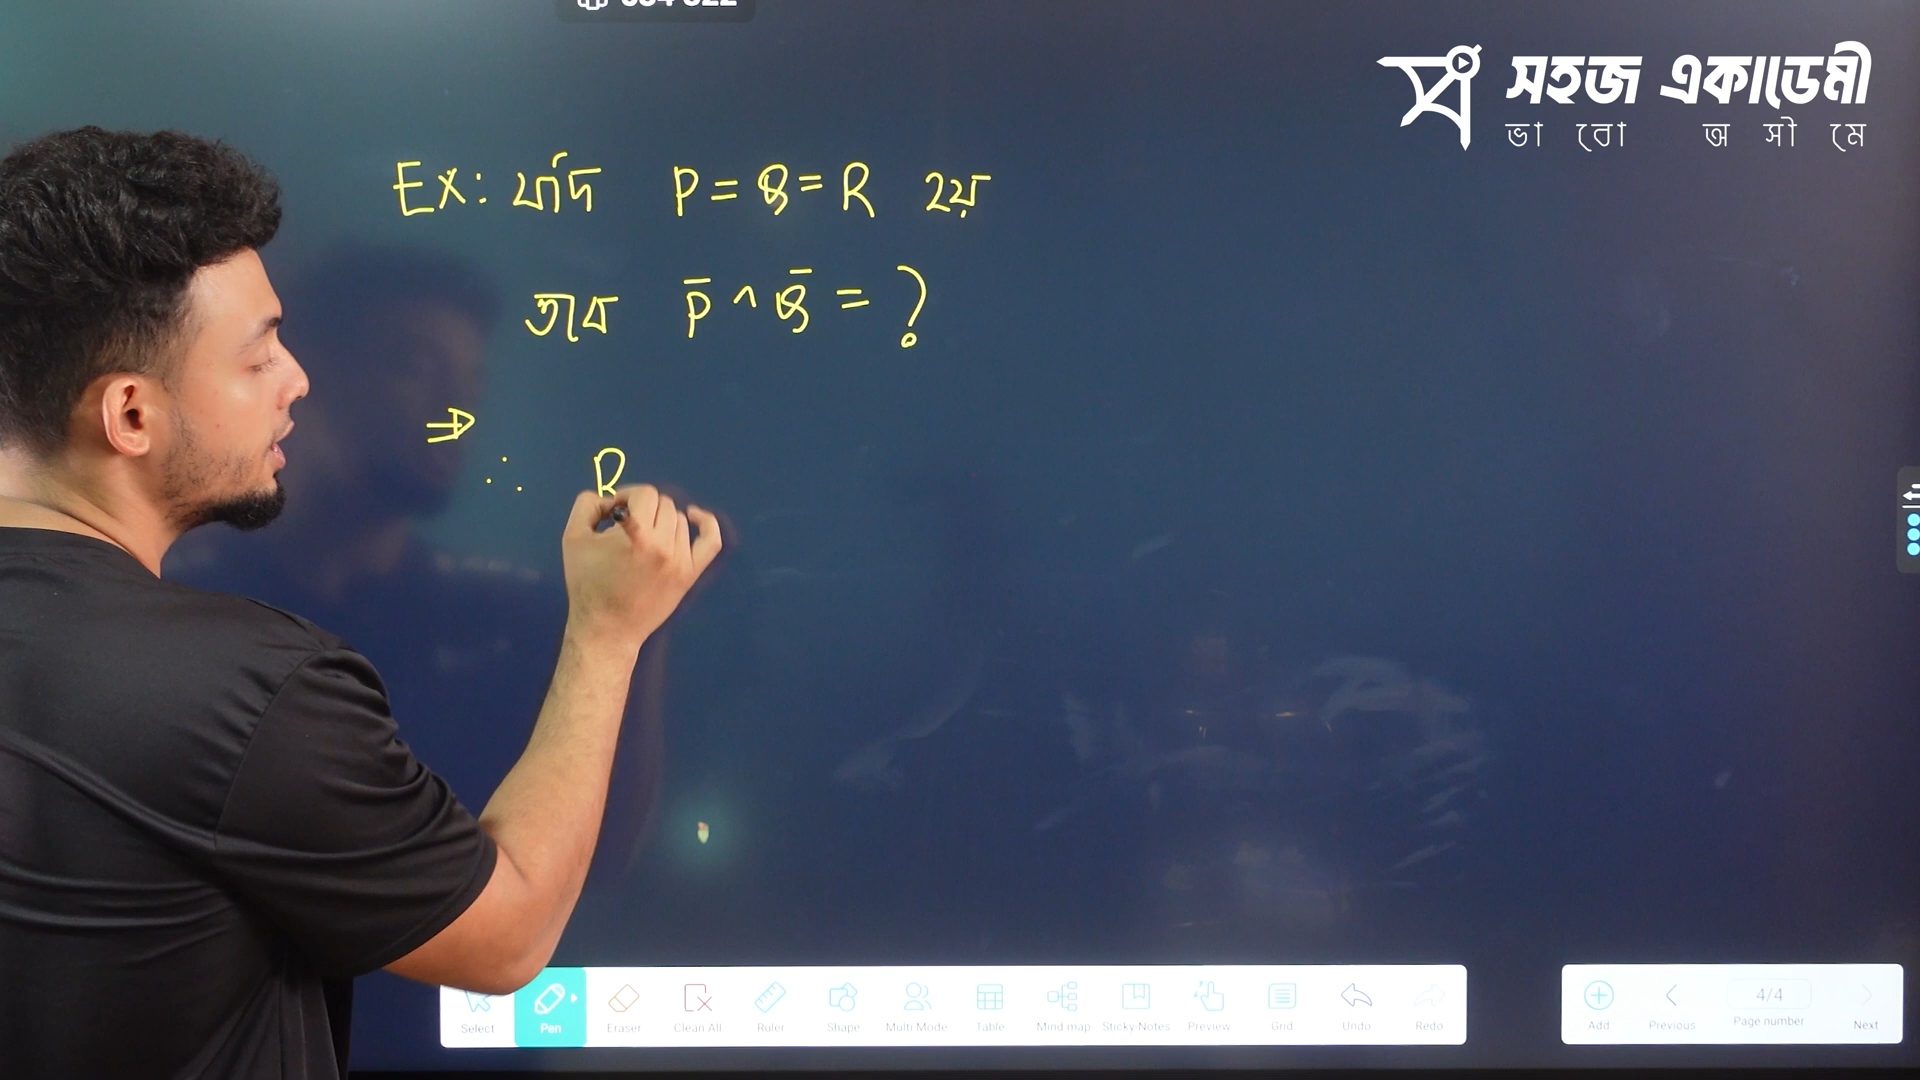 সহজ একাডেমী
ভাবো অসীমে
Ex: যদি P = Q = R হয়
তবে P̄ ^ Q̄ = ?
⇒
∴ R
Select Pen Eraser Clean All Ruler Shape Multi Mode Table Mind map Sticky Notes Preview Grid Undo Redo
Add Previous 4/4 Page number Next